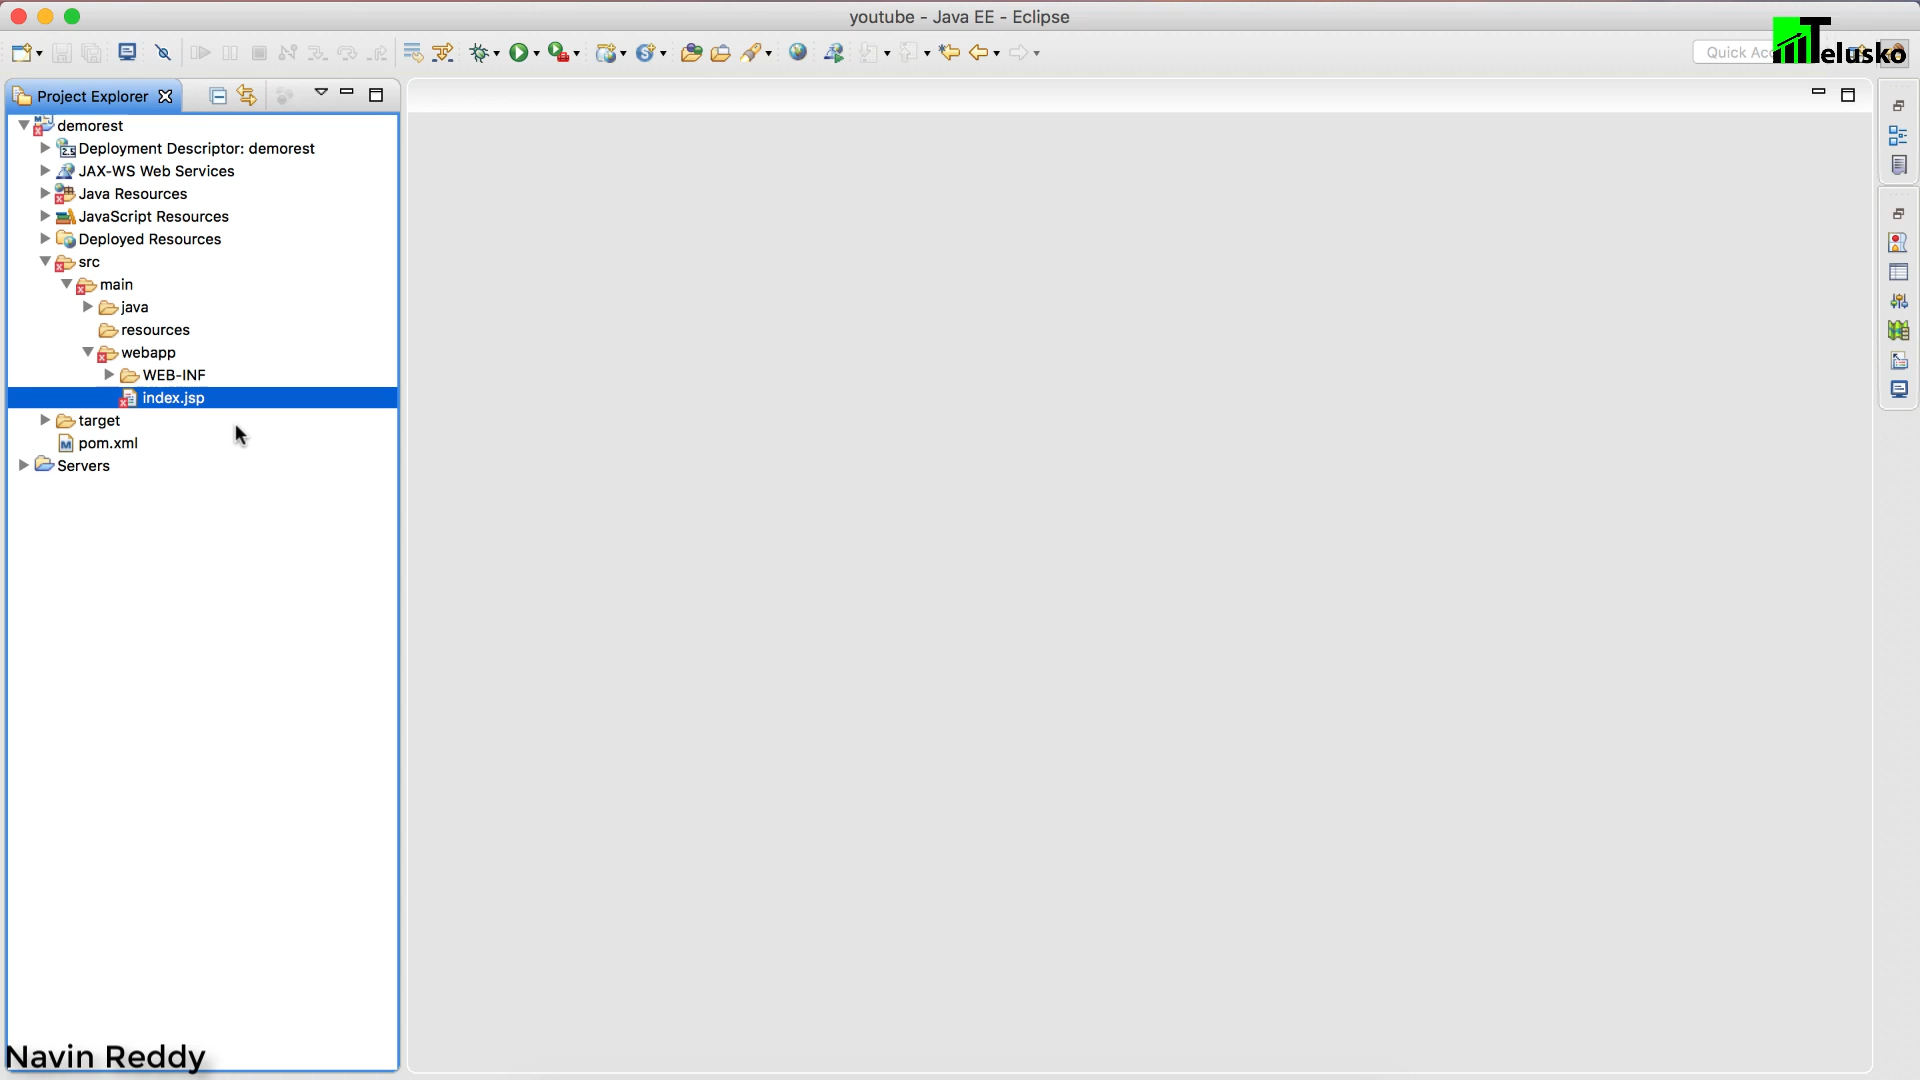 youtube - Java EE - Eclipse
Quick Acc
Telusko
Project Explorer
demorest
Deployment Descriptor: demorest
JAX-WS Web Services
Java Resources
JavaScript Resources
Deployed Resources
src
main
java
resources
webapp
WEB-INF
index.jsp
target
pom.xml
Servers
Navin Reddy